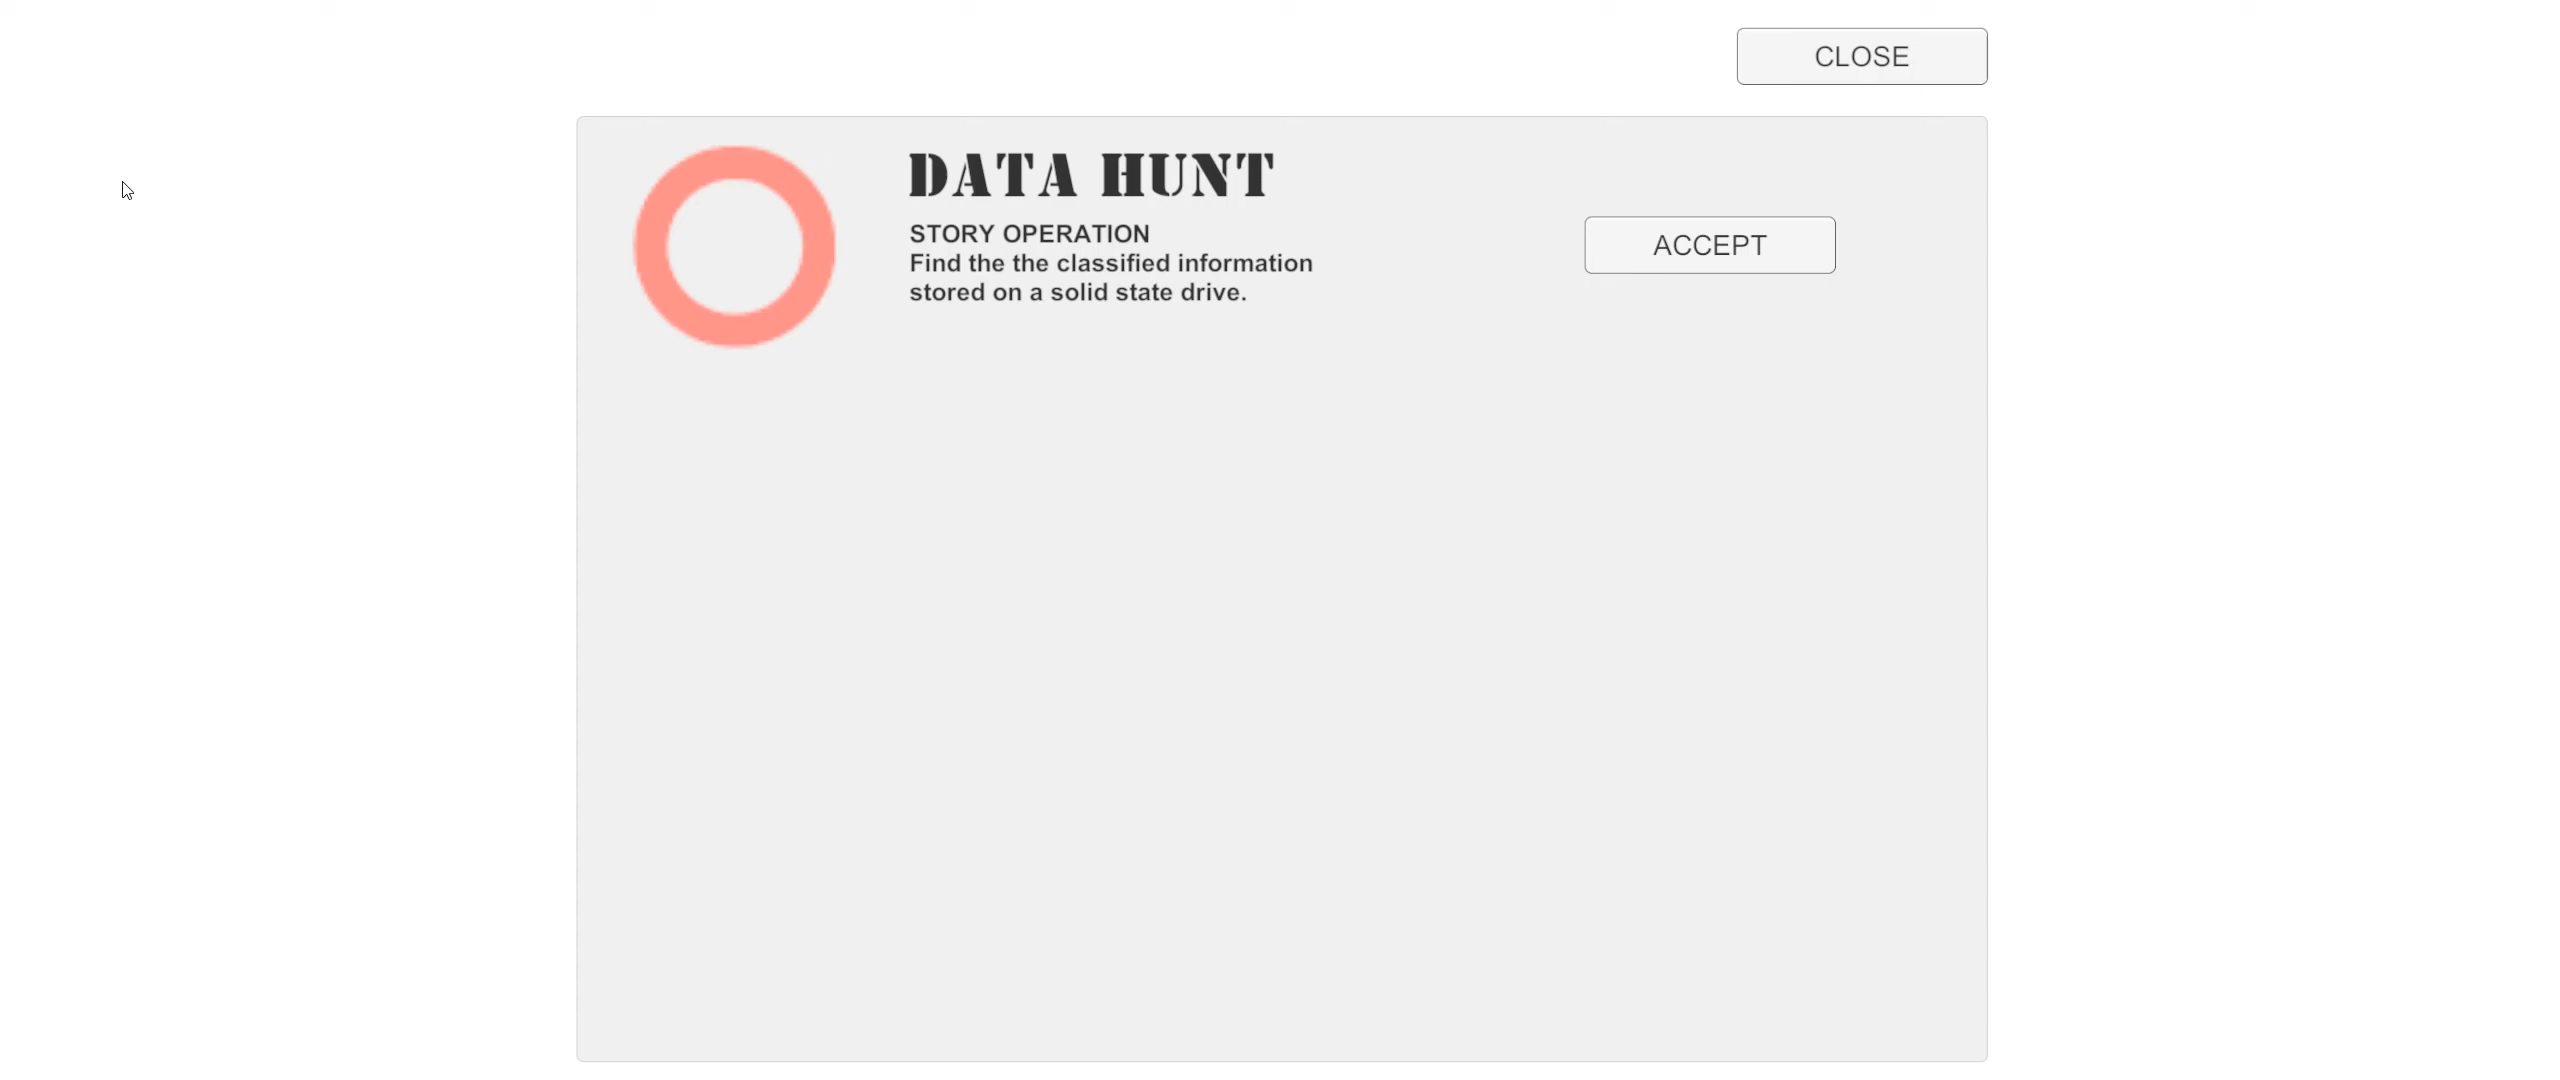 CLOSE
DATA HUNT
STORY OPERATION
Find the the classified information
stored on a solid state drive.
ACCEPT